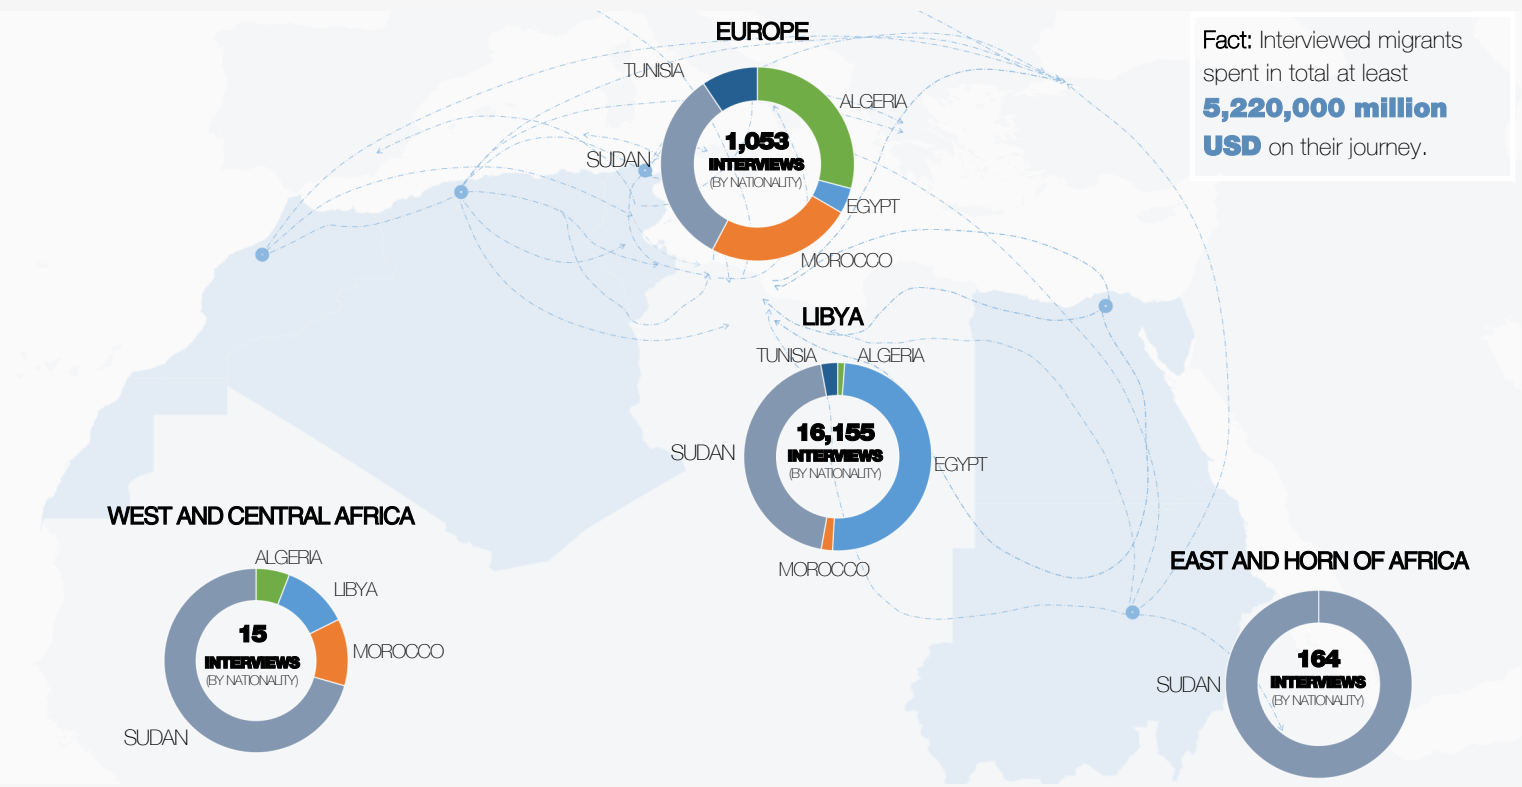 EUROPE
TUNISIA
ALGERIA
SUDAN
1,053
INTERVIEWS
(BY NATIONALITY)
EGYPT
MOROCCO
Fact: Interviewed migrants
spent in total at least
5,220,000 million
USD on their journey.
LIBYA
TUNISIA
ALGERIA
SUDAN
16,155
INTERVIEWS
(BY NATIONALITY)
EGYPT
MOROCCO
WEST AND CENTRAL AFRICA
ALGERIA
LIBYA
15
INTERVIEWS
(BY NATIONALITY)
MOROCCO
SUDAN
EAST AND HORN OF AFRICA
164
INTERVIEWS
(BY NATIONALITY)
SUDAN